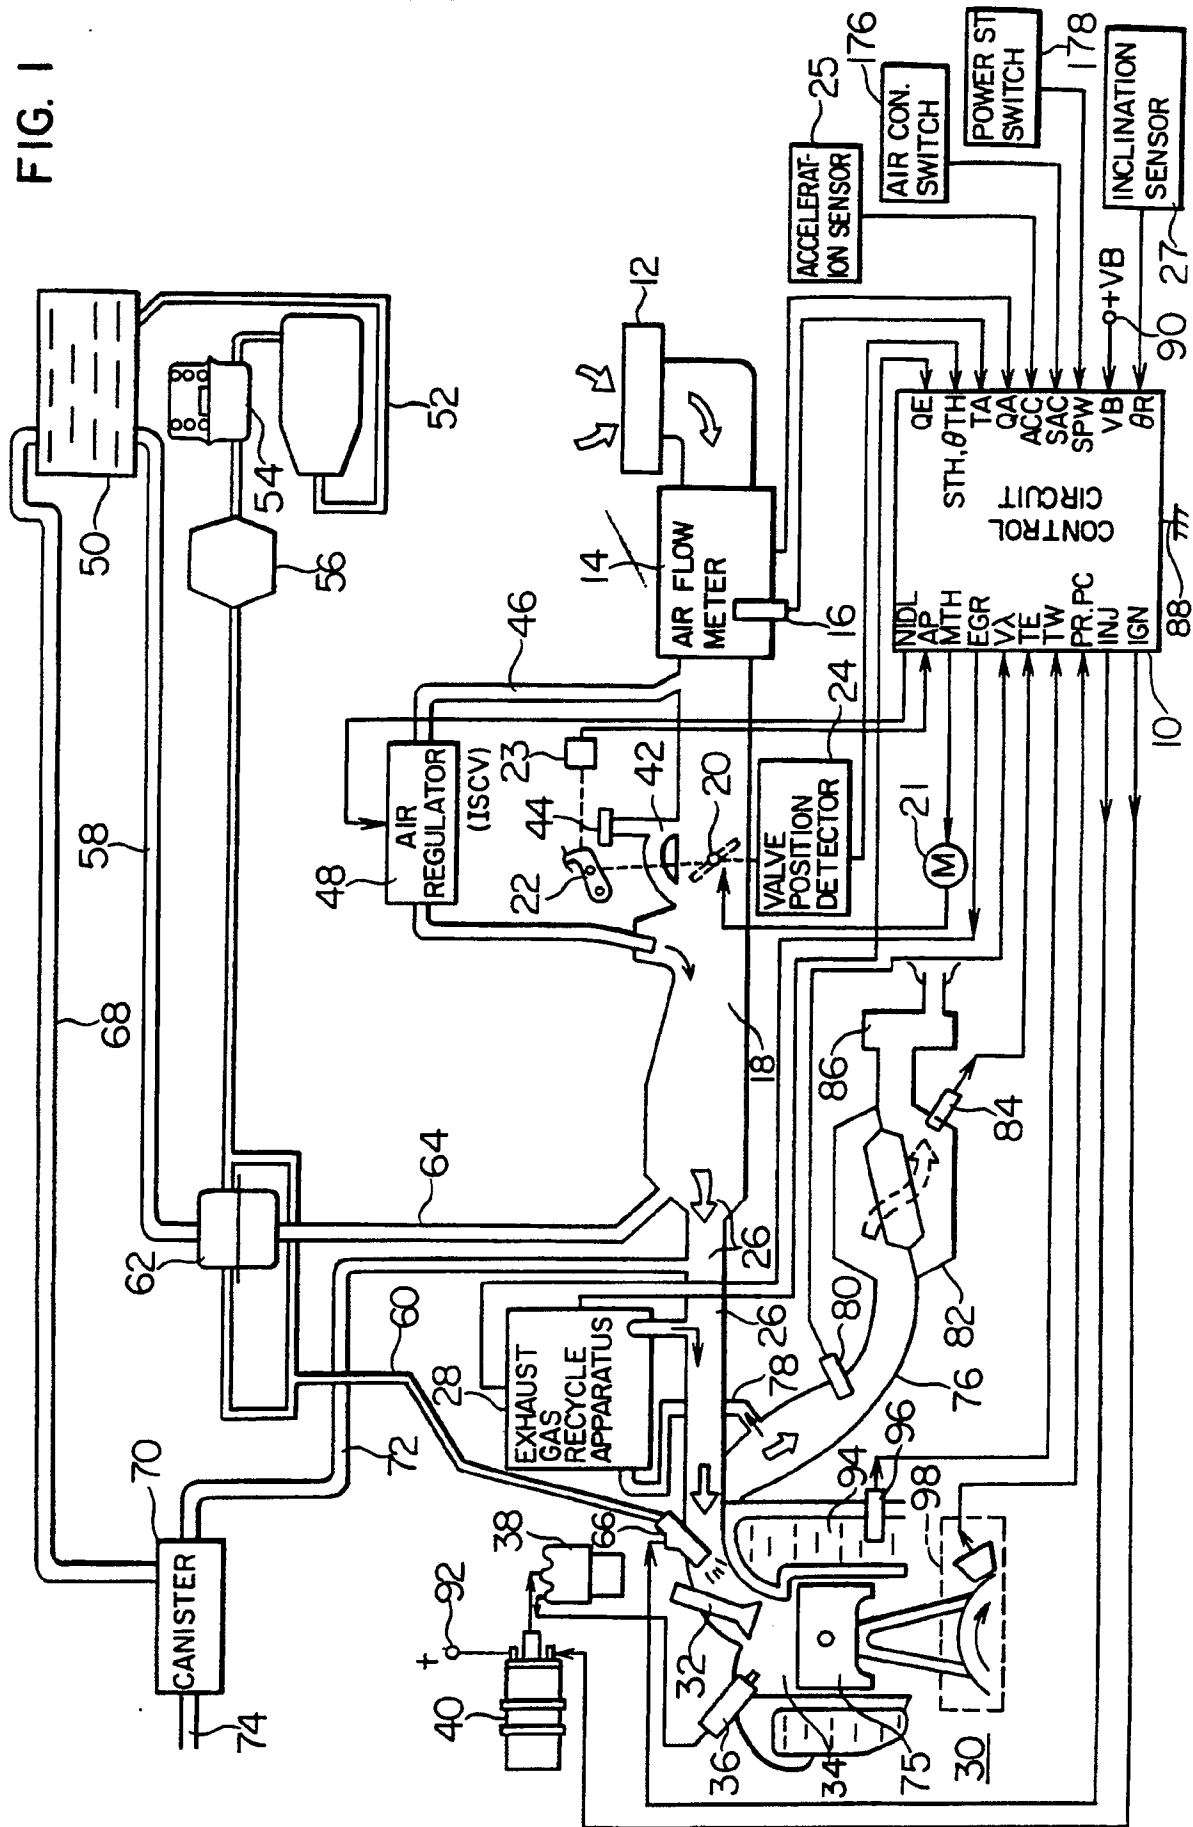 FIG. 1
50
52
54
56
58
68
62
64
60
70
CANISTER
72
74
12
14
AIR FLOW
METER
16
46
48
AIR
REGULATOR
(ISCV)
23
44
42
22
20
24
VALVE
POSITION
DETECTOR
21
M
18
26
26
28
EXHAUST
GAS
RECYCLE
APPARATUS
78
80
82
76
84
86
66
38
92
+
40
32
36
34
75
30
94
96
98
25
ACCELERAT-
ION SENSOR
176
AIR CON.
SWITCH
POWER ST
SWITCH
178
INCLINATION
SENSOR
27
+VB
90
QE
STH,θTH
TA
QA
ACC
SAC
SPW
VB
θR
CONTROL
CIRCUIT
NIDL
AP
MTH
EGR
Vλ
TE
TW
PR.PC
INJ
IGN
10
88